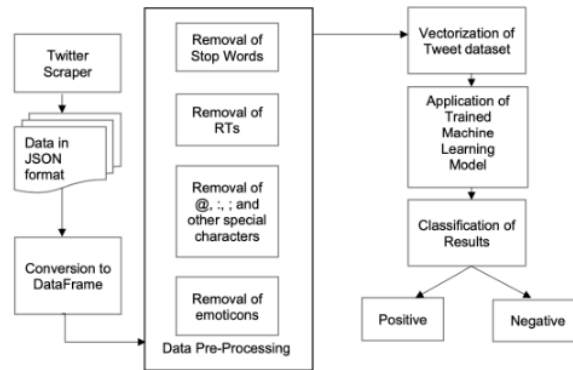 Twitter
Scraper
Data in
JSON
format
Conversion to
DataFrame
Removal of
Stop Words
Removal of
RTs
Removal of
@, :, ; and
other special
characters
Removal of
emoticons
Data Pre-Processing
Vectorization of
Tweet dataset
Application of
Trained
Machine
Learning
Model
Classification of
Results
Positive
Negative